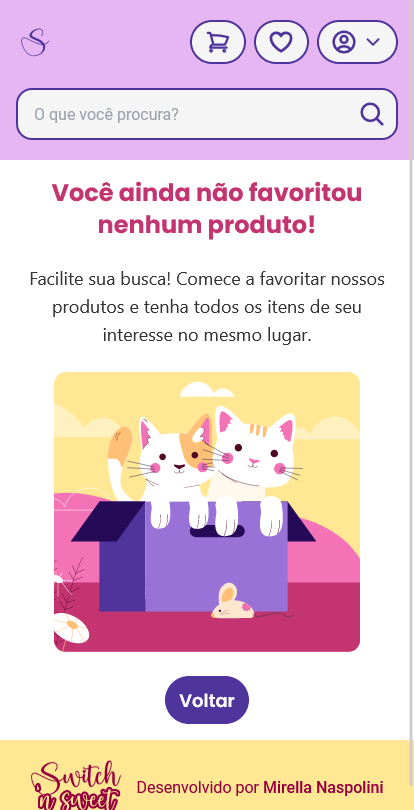 S
O que você procura?
Você ainda não favoritou
nenhum produto!
Facilite sua busca! Comece a favoritar nossos
produtos e tenha todos os itens de seu
interesse no mesmo lugar.
Voltar
Switch
n sweet
Desenvolvido por Mirella Naspolini